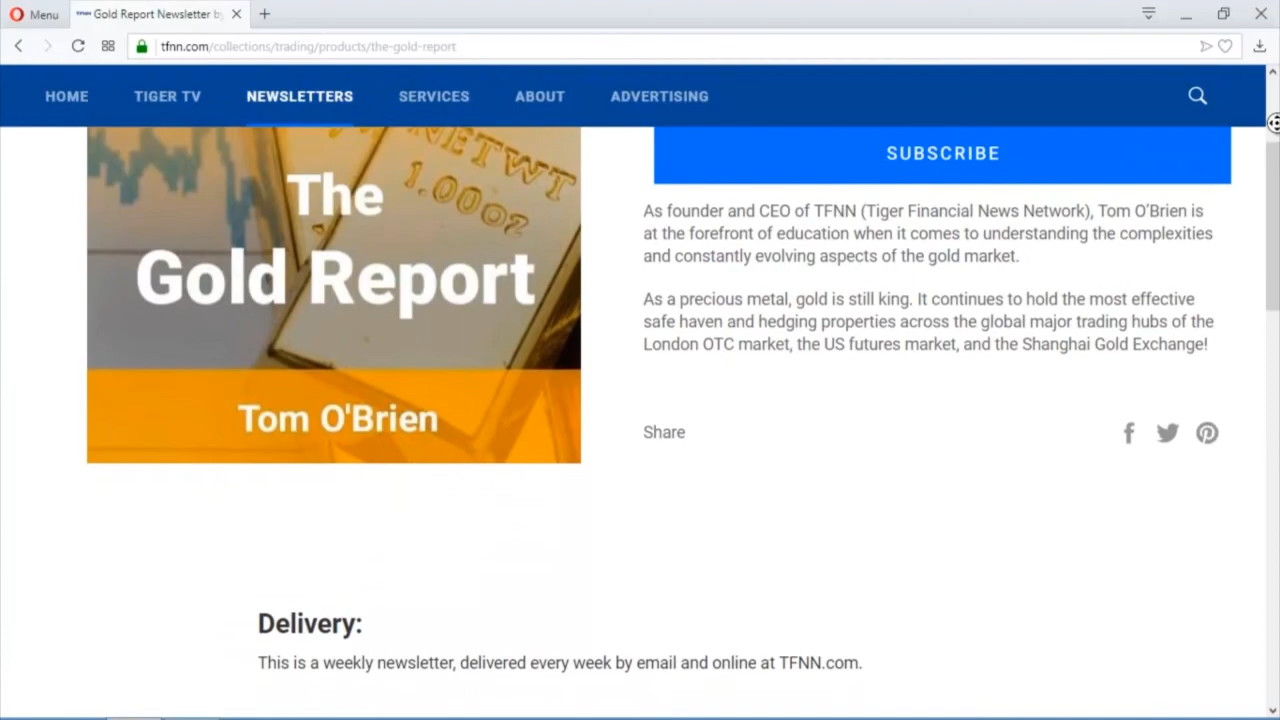 Menu
TFNN Gold Report Newsletter by
tfnn.com/collections/trading/products/the-gold-report
HOME
TIGER TV
NEWSLETTERS
SERVICES
ABOUT
ADVERTISING
NETWT
1.00oz
The
Gold Report
Tom O'Brien
SUBSCRIBE
As founder and CEO of TFNN (Tiger Financial News Network), Tom O'Brien is
at the forefront of education when it comes to understanding the complexities
and constantly evolving aspects of the gold market.
As a precious metal, gold is still king. It continues to hold the most effective
safe haven and hedging properties across the global major trading hubs of the
London OTC market, the US futures market, and the Shanghai Gold Exchange!
Share
Delivery:
This is a weekly newsletter, delivered every week by email and online at TFNN.com.